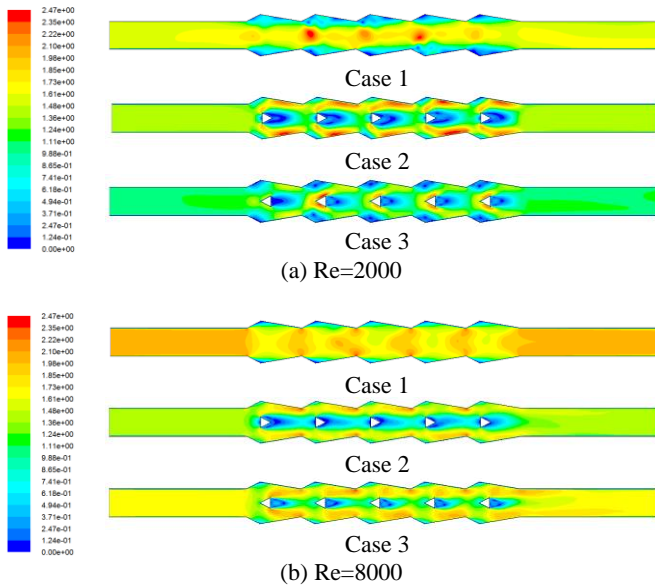 2.47e+00
2.35e+00
2.22e+00
2.10e+00
1.98e+00
1.85e+00
1.73e+00
1.61e+00
1.48e+00
1.36e+00
1.24e+00
1.11e+00
9.88e-01
8.65e-01
7.41e-01
6.18e-01
4.94e-01
3.71e-01
2.47e-01
1.24e-01
0.00e+00
Case 1
Case 2
Case 3
(a) Re=2000
2.47e+00
2.35e+00
2.22e+00
2.10e+00
1.98e+00
1.85e+00
1.73e+00
1.61e+00
1.48e+00
1.36e+00
1.24e+00
1.11e+00
9.88e-01
8.65e-01
7.41e-01
6.18e-01
4.94e-01
3.71e-01
2.47e-01
1.24e-01
0.00e+00
Case 1
Case 2
Case 3
(b) Re=8000